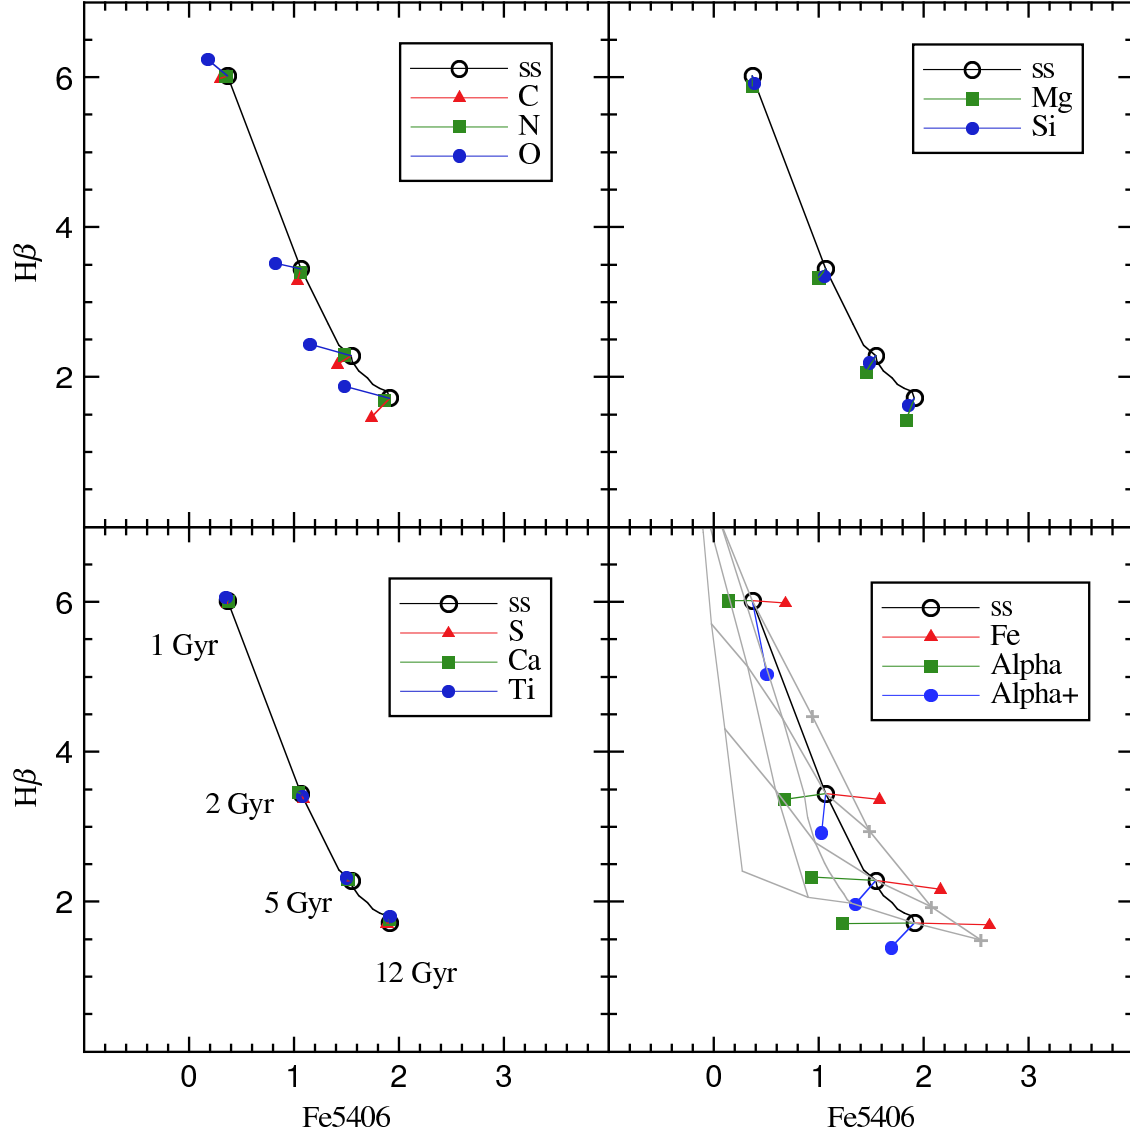 ss
C
N
O
6
4
2
Hβ
ss
Mg
Si
ss
S
Ca
Ti
1 Gyr
2 Gyr
5 Gyr
12 Gyr
6
4
2
Hβ
0 1 2 3
Fe5406
ss
Fe
Alpha
Alpha+
0 1 2 3
Fe5406